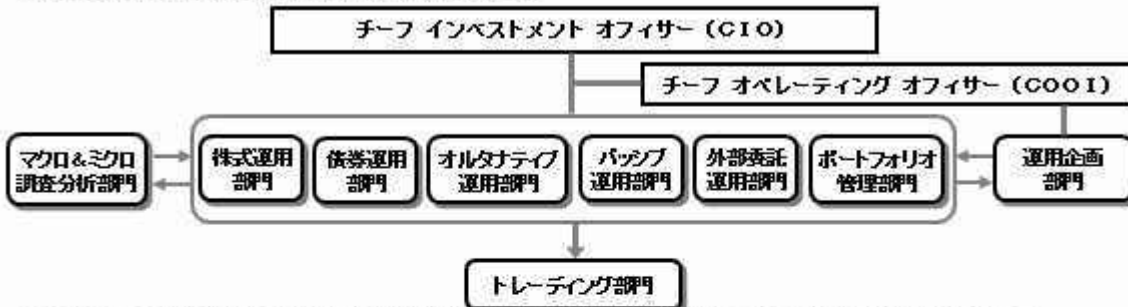 チーフ インベストメント オフィサー (CIO)
チーフ オペレーティング オフィサー (COOI)
マクロ&ミクロ
調査分析部門
株式運用
部門
債券運用
部門
オルタナティブ
運用部門
パッシブ
運用部門
外部委託
運用部門
ポートフォリオ
管理部門
運用企画
部門
トレーディング部門